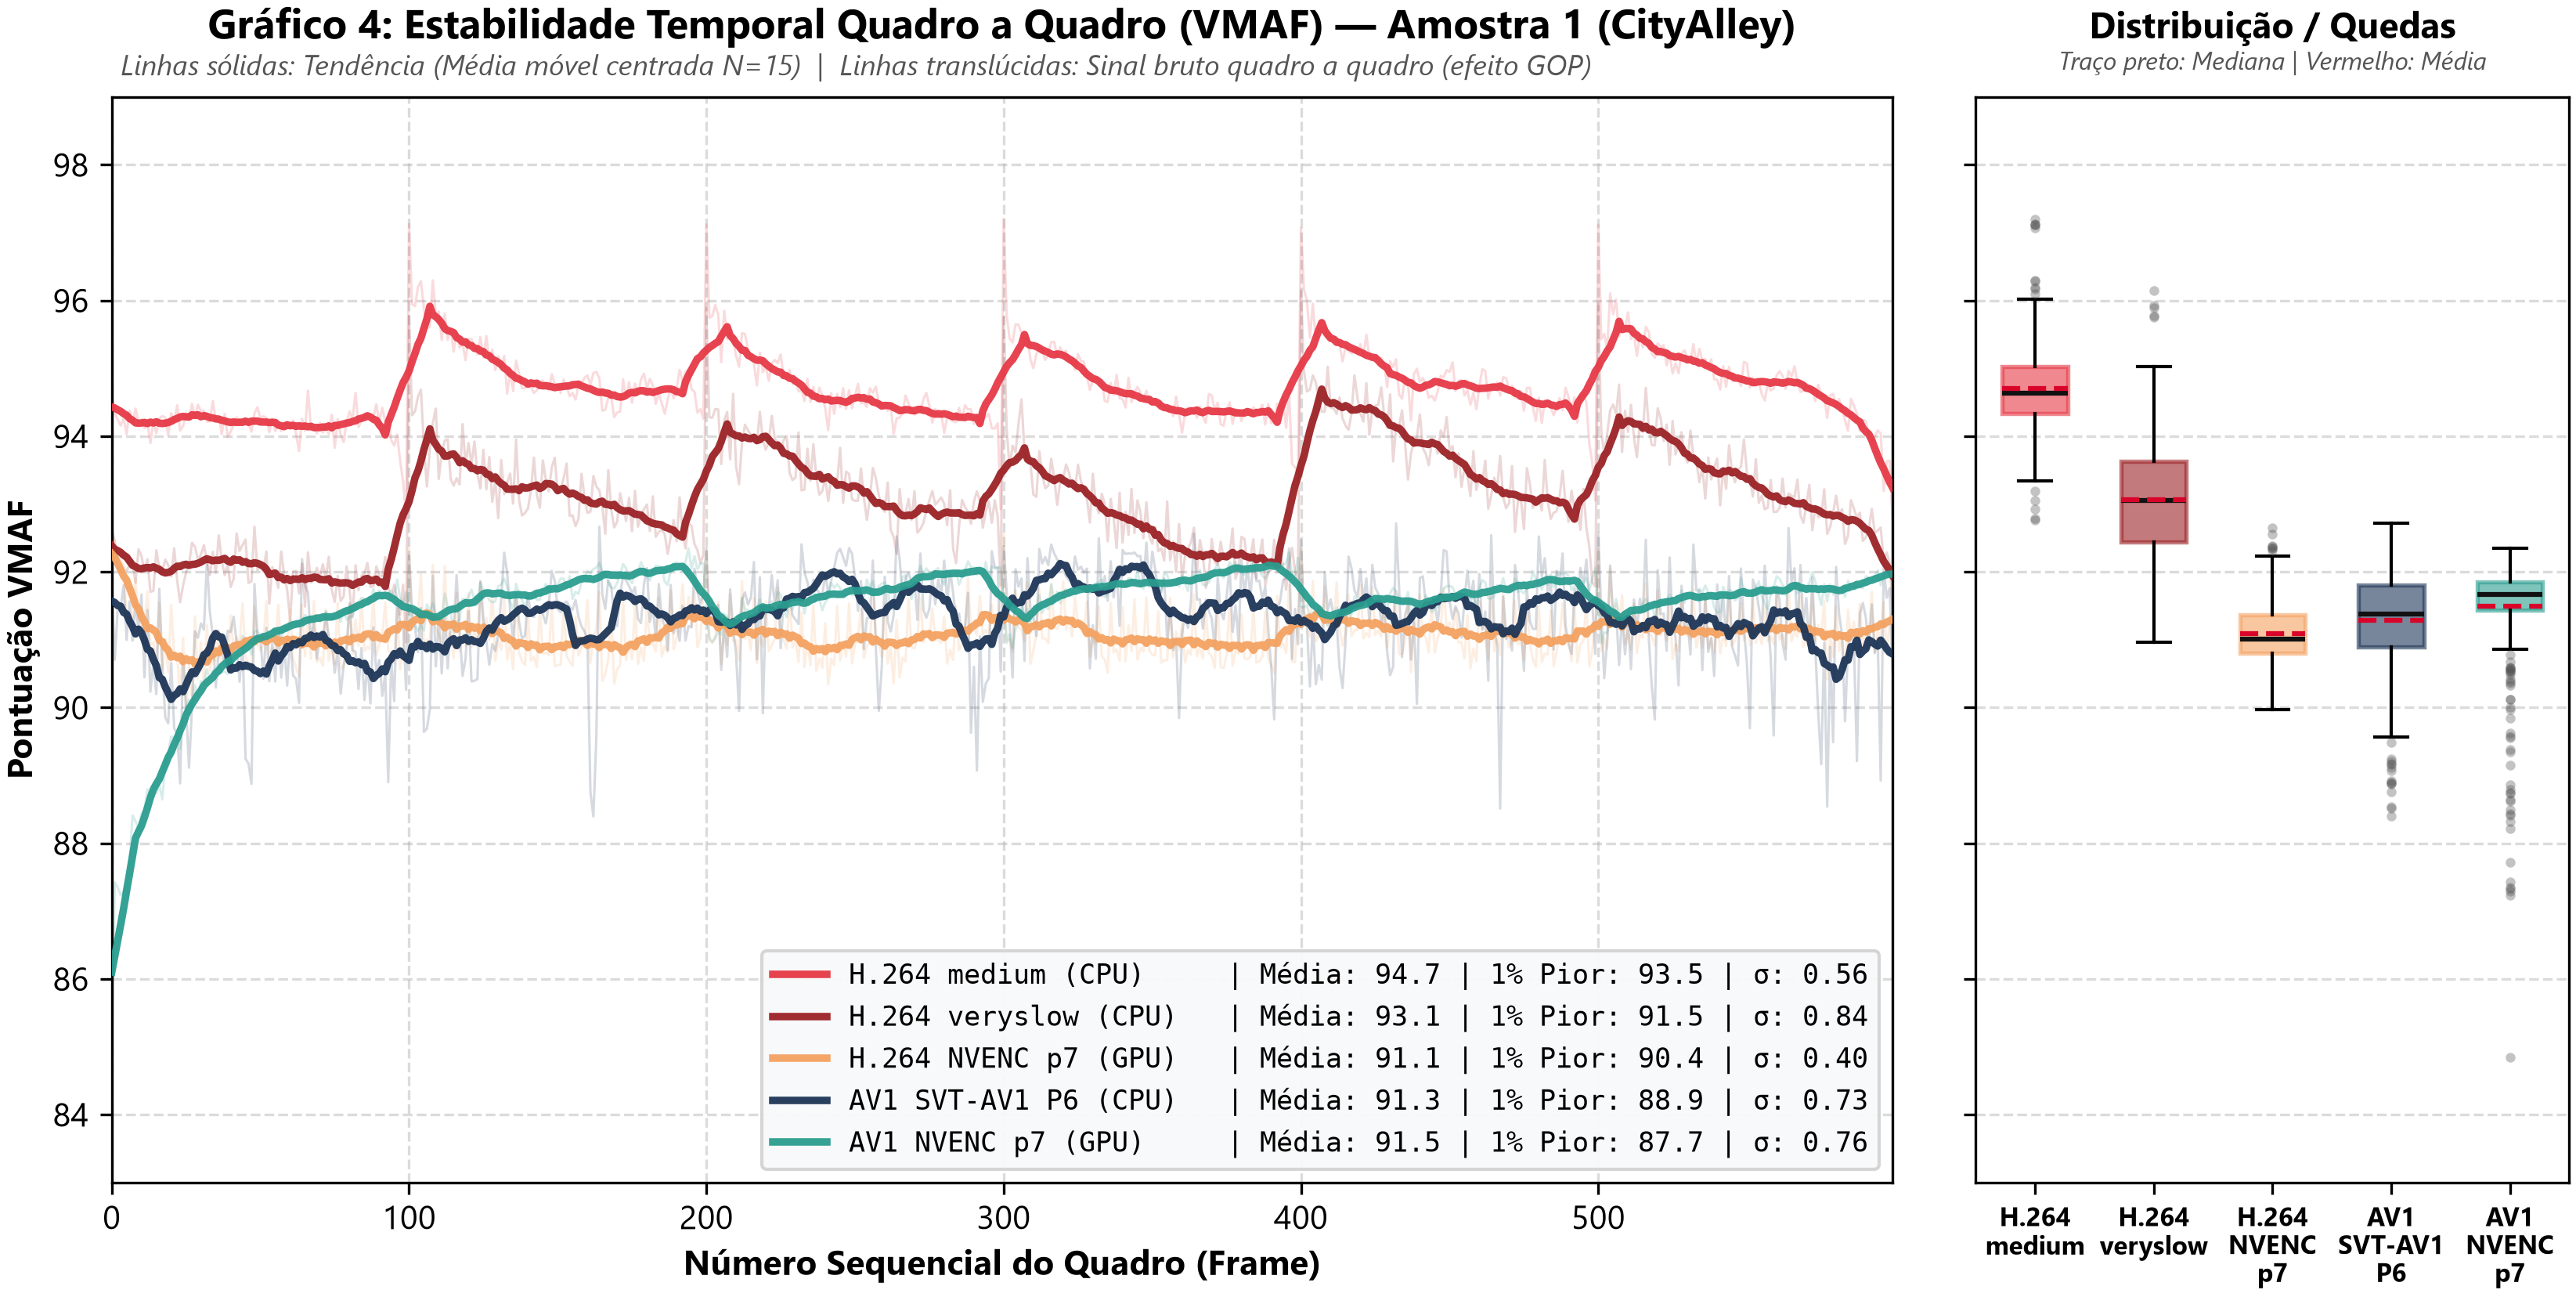 Gráfico 4: Estabilidade Temporal Quadro a Quadro (VMAF) — Amostra 1 (CityAlley)
Linhas sólidas: Tendência (Média móvel centrada N=15) | Linhas translúcidas: Sinal bruto quadro a quadro (efeito GOP)
Pontuação VMAF
98
96
94
92
90
88
86
84
0 100 200 300 400 500
Número Sequencial do Quadro (Frame)
H.264 medium (CPU) | Média: 94.7 | 1% Pior: 93.5 | σ: 0.56
H.264 veryslow (CPU) | Média: 93.1 | 1% Pior: 91.5 | σ: 0.84
H.264 NVENC p7 (GPU) | Média: 91.1 | 1% Pior: 90.4 | σ: 0.40
AV1 SVT-AV1 P6 (CPU) | Média: 91.3 | 1% Pior: 88.9 | σ: 0.73
AV1 NVENC p7 (GPU) | Média: 91.5 | 1% Pior: 87.7 | σ: 0.76
Distribuição / Quedas
Traço preto: Mediana | Vermelho: Média
H.264
medium
H.264
veryslow
H.264
NVENC
p7
AV1
SVT-AV1
P6
AV1
NVENC
p7